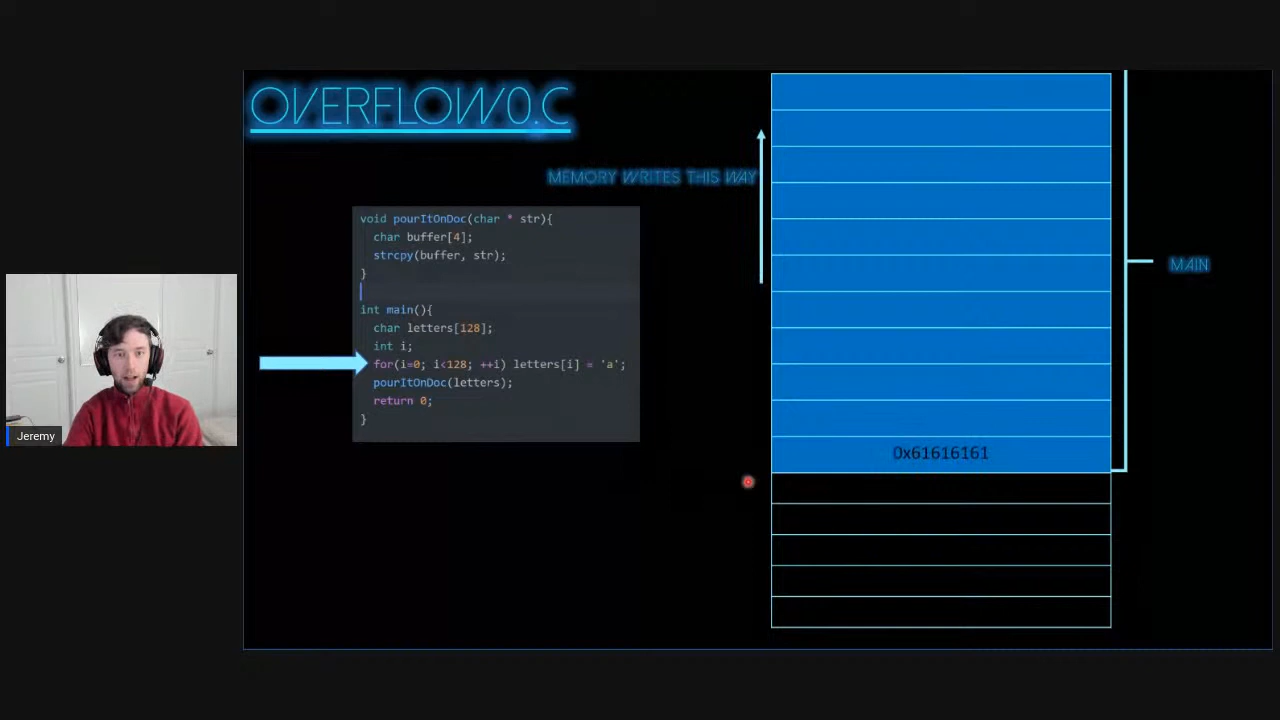 OVERFLOW0.C
MEMORY WRITES THIS WAY
void pourItOnDoc(char * str){
char buffer[4];
strcpy(buffer, str);
}
int main(){
char letters[128];
int i;
for(i=0; i<128; ++i) letters[i] = 'a';
pourItOnDoc(letters);
return 0;
}
MAIN
0x61616161
Jeremy